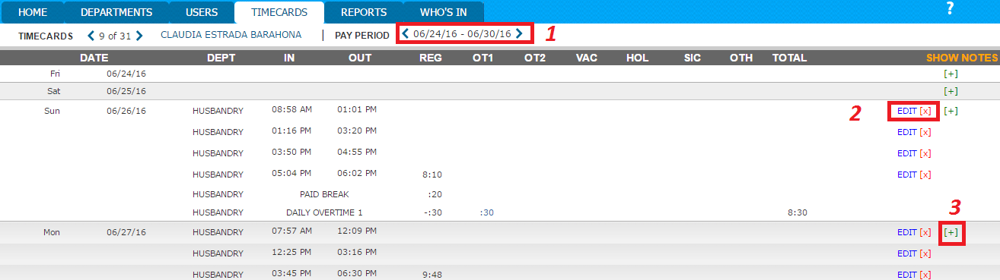 HOME DEPARTMENTS USERS TIMECARDS REPORTS WHO'S IN ?
TIMECARDS < 9 of 31 > CLAUDIA ESTRADA BARAHONA | PAY PERIOD < 06/24/16 - 06/30/16 > 1
DATE DEPT IN OUT REG OT1 OT2 VAC HOL SIC OTH TOTAL SHOW NOTES
Fri 06/24/16 [+]
Sat 06/25/16 [+]
Sun 06/26/16 HUSBANDRY 08:58 AM 01:01 PM 2 EDIT [x] [+]
HUSBANDRY 01:16 PM 03:20 PM EDIT [x]
HUSBANDRY 03:50 PM 04:55 PM EDIT [x]
HUSBANDRY 05:04 PM 06:02 PM 8:10 EDIT [x]
HUSBANDRY PAID BREAK :20
HUSBANDRY DAILY OVERTIME 1 -:30 :30 8:30
3
Mon 06/27/16 HUSBANDRY 07:57 AM 12:09 PM EDIT [x] [+]
HUSBANDRY 12:25 PM 03:16 PM EDIT [x]
HUSBANDRY 03:45 PM 06:30 PM 9:48 EDIT [x]